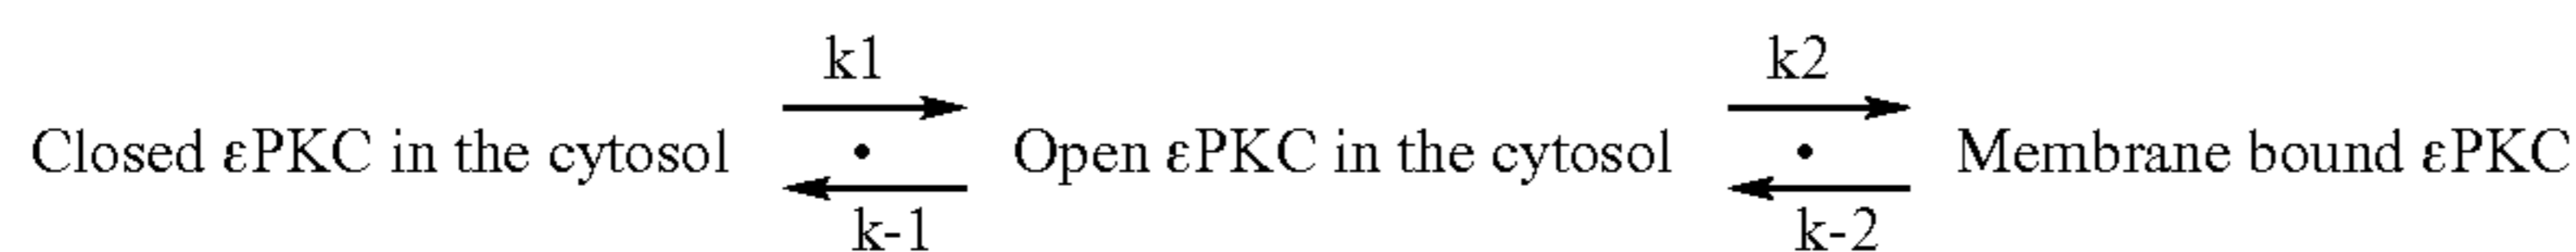 k1 k2
Closed εPKC in the cytosol • Open εPKC in the cytosol • Membrane bound εPKC
k-1 k-2